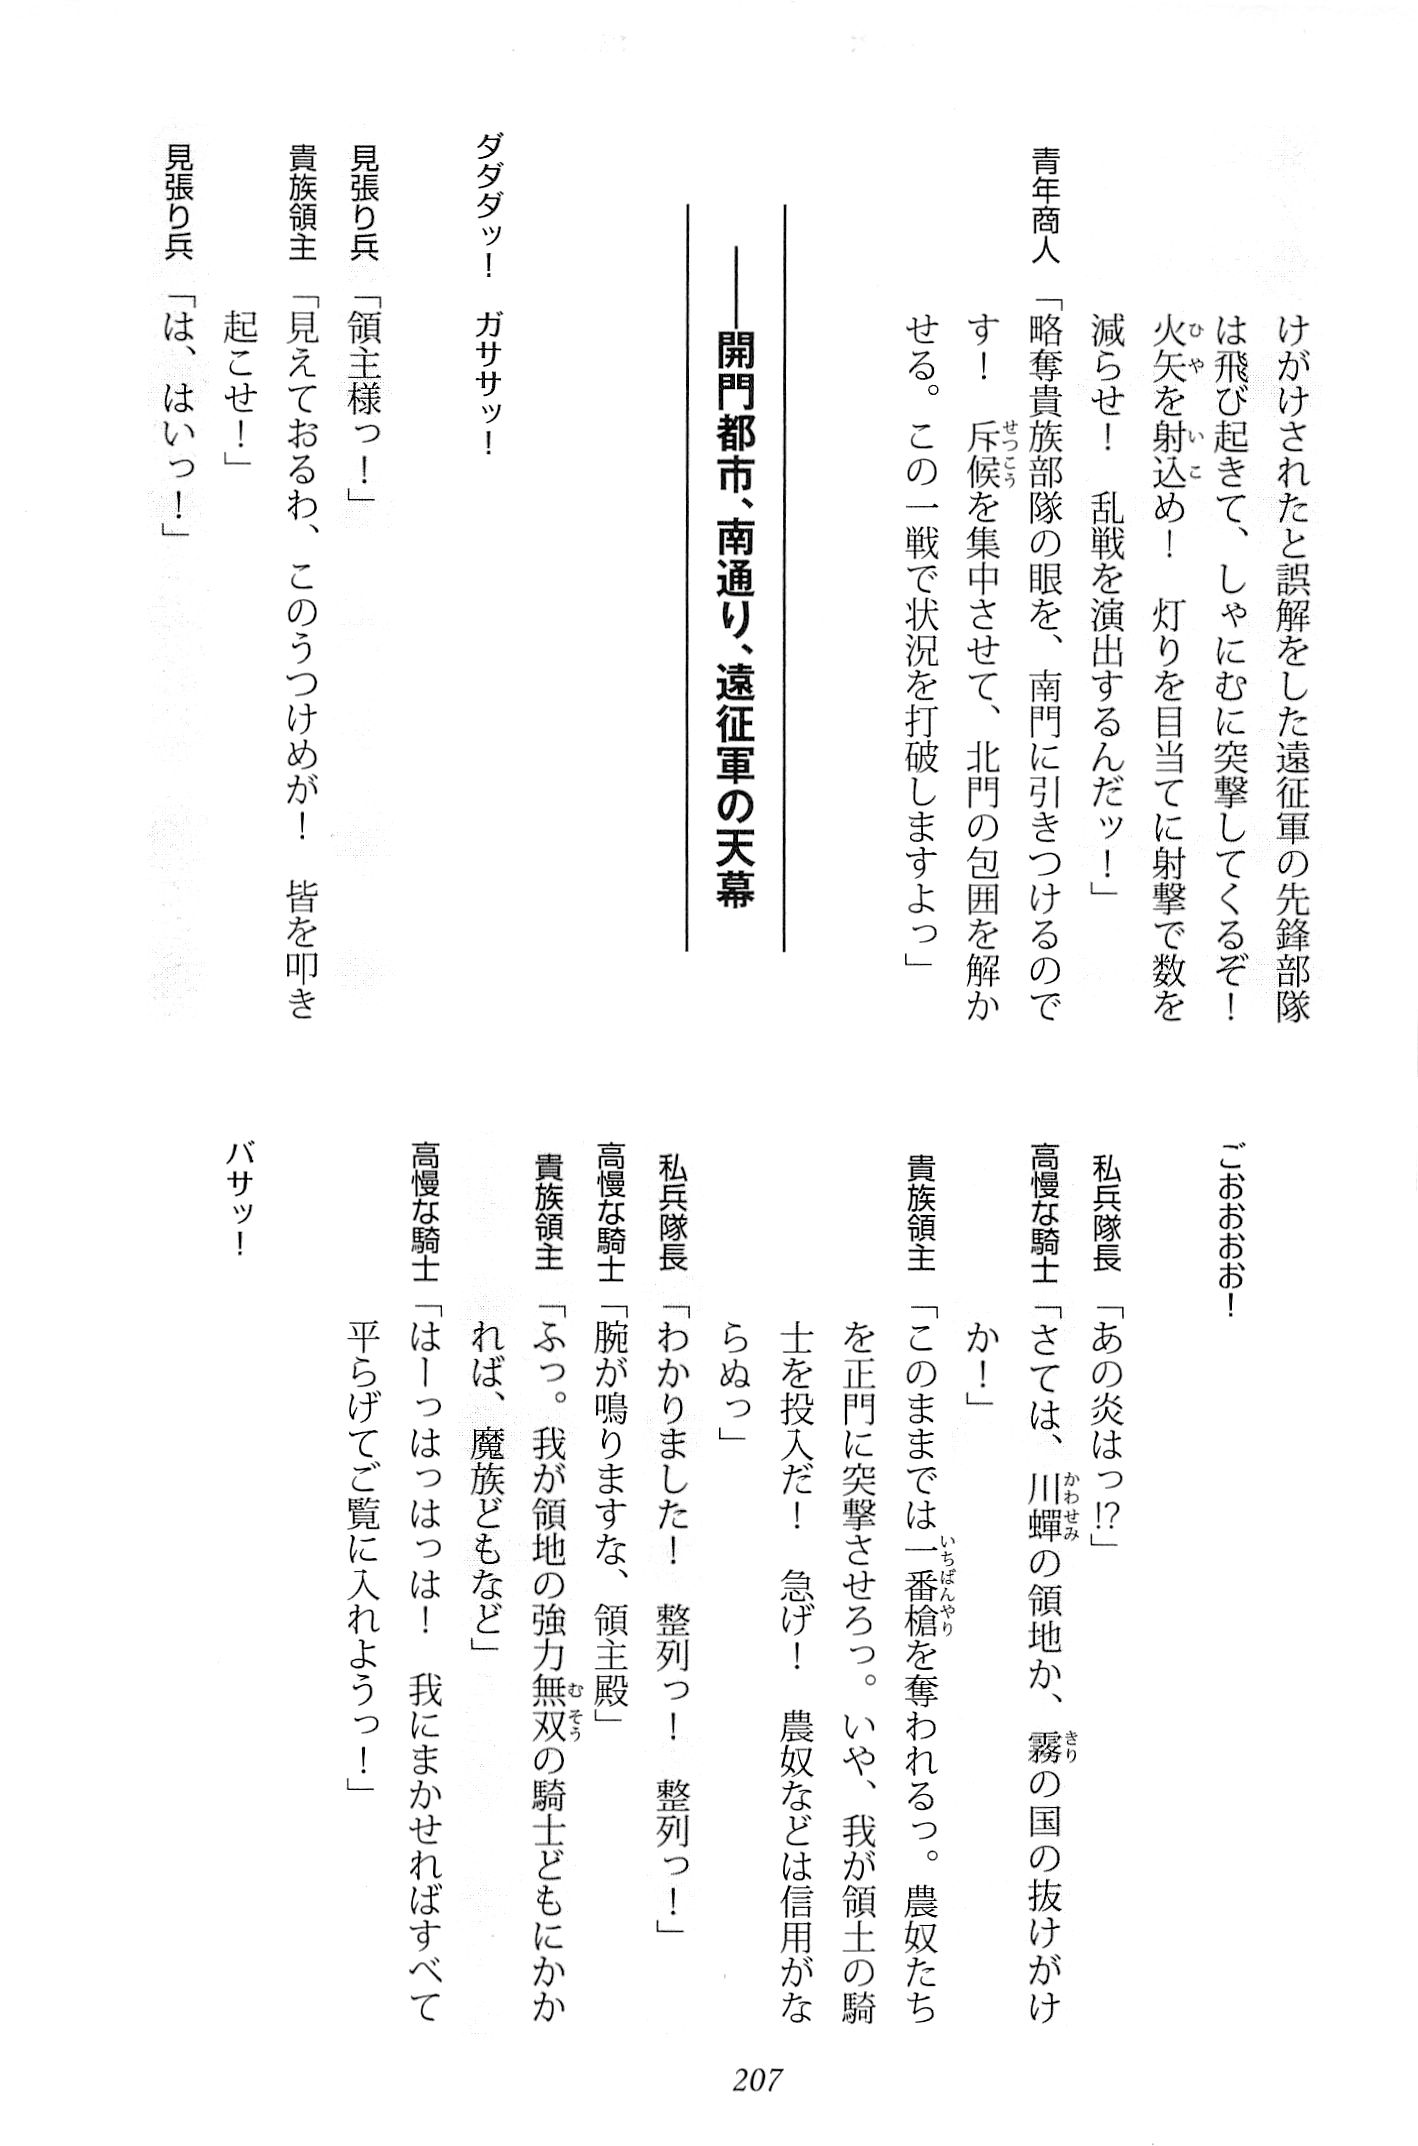 けがけされたと誤解をした遠征軍の先鋒部隊
は飛び起きて、しゃにむに突撃してくるぞ！
火矢を射込め！　灯りを目当てに射撃で数を
減らせ！　乱戦を演出するんだッ！」
青年商人「略奪貴族部隊の眼を、南門に引きつけるので
す！　斥候を集中させて、北門の包囲を解か
せる。この一戦で状況を打破しますよっ」
――開門都市、南通り、遠征軍の天幕
ダダダッ！　ガササッ！
見張り兵「領主様っ！」
貴族領主「見えておるわ、このうつけめが！　皆を叩き
起こせ！」
見張り兵「は、はいっ！」
ごおおおお！
私兵隊長「あの炎はっ!?」
高慢な騎士「さては、川蟬の領地か、霧の国の抜けがけ
か！」
貴族領主「このままでは一番槍を奪われるっ。農奴たち
を正門に突撃させろっ。いや、我が領土の騎
士を投入だ！　急げ！　農奴などは信用がな
らぬっ」
私兵隊長「わかりました！　整列っ！　整列っ！」
高慢な騎士「腕が鳴りますな、領主殿」
貴族領主「ふっ。我が領地の強力無双の騎士どもにかか
れば、魔族どもなど」
高慢な騎士「はーっはっはっは！　我にまかせればすべて
平らげてご覧に入れようっ！」
バサッ！
207